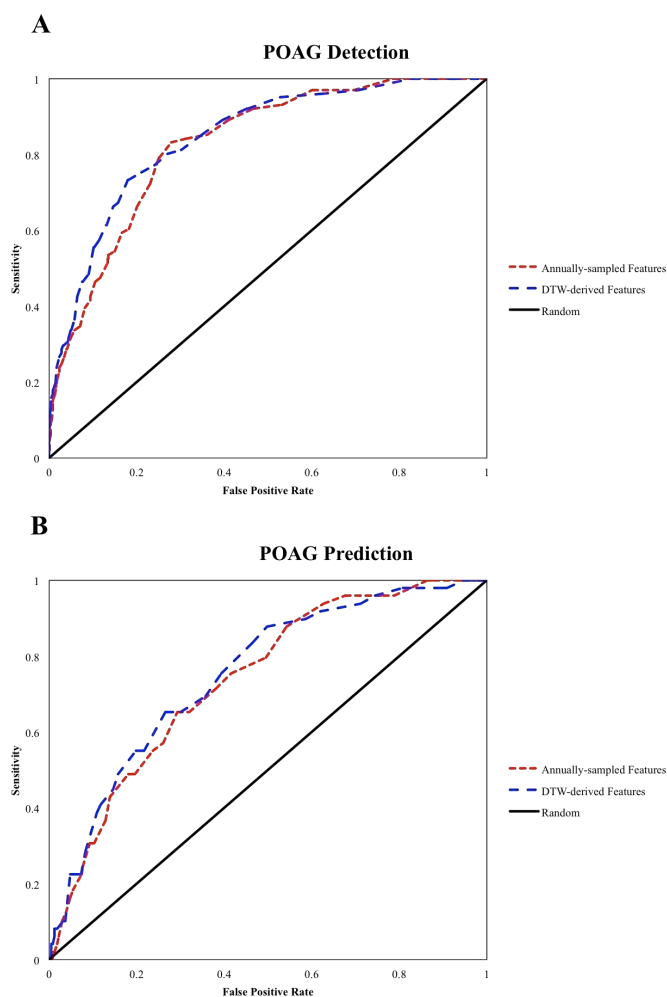 A
POAG Detection
1
0.8
0.6
0.4
0.2
0
Sensitivity
0
0.2
0.4
0.6
0.8
1
False Positive Rate
Annually-sampled Features
DTW-derived Features
Random
B
POAG Prediction
1
0.8
0.6
0.4
0.2
0
Sensitivity
0
0.2
0.4
0.6
0.8
1
False Positive Rate
Annually-sampled Features
DTW-derived Features
Random